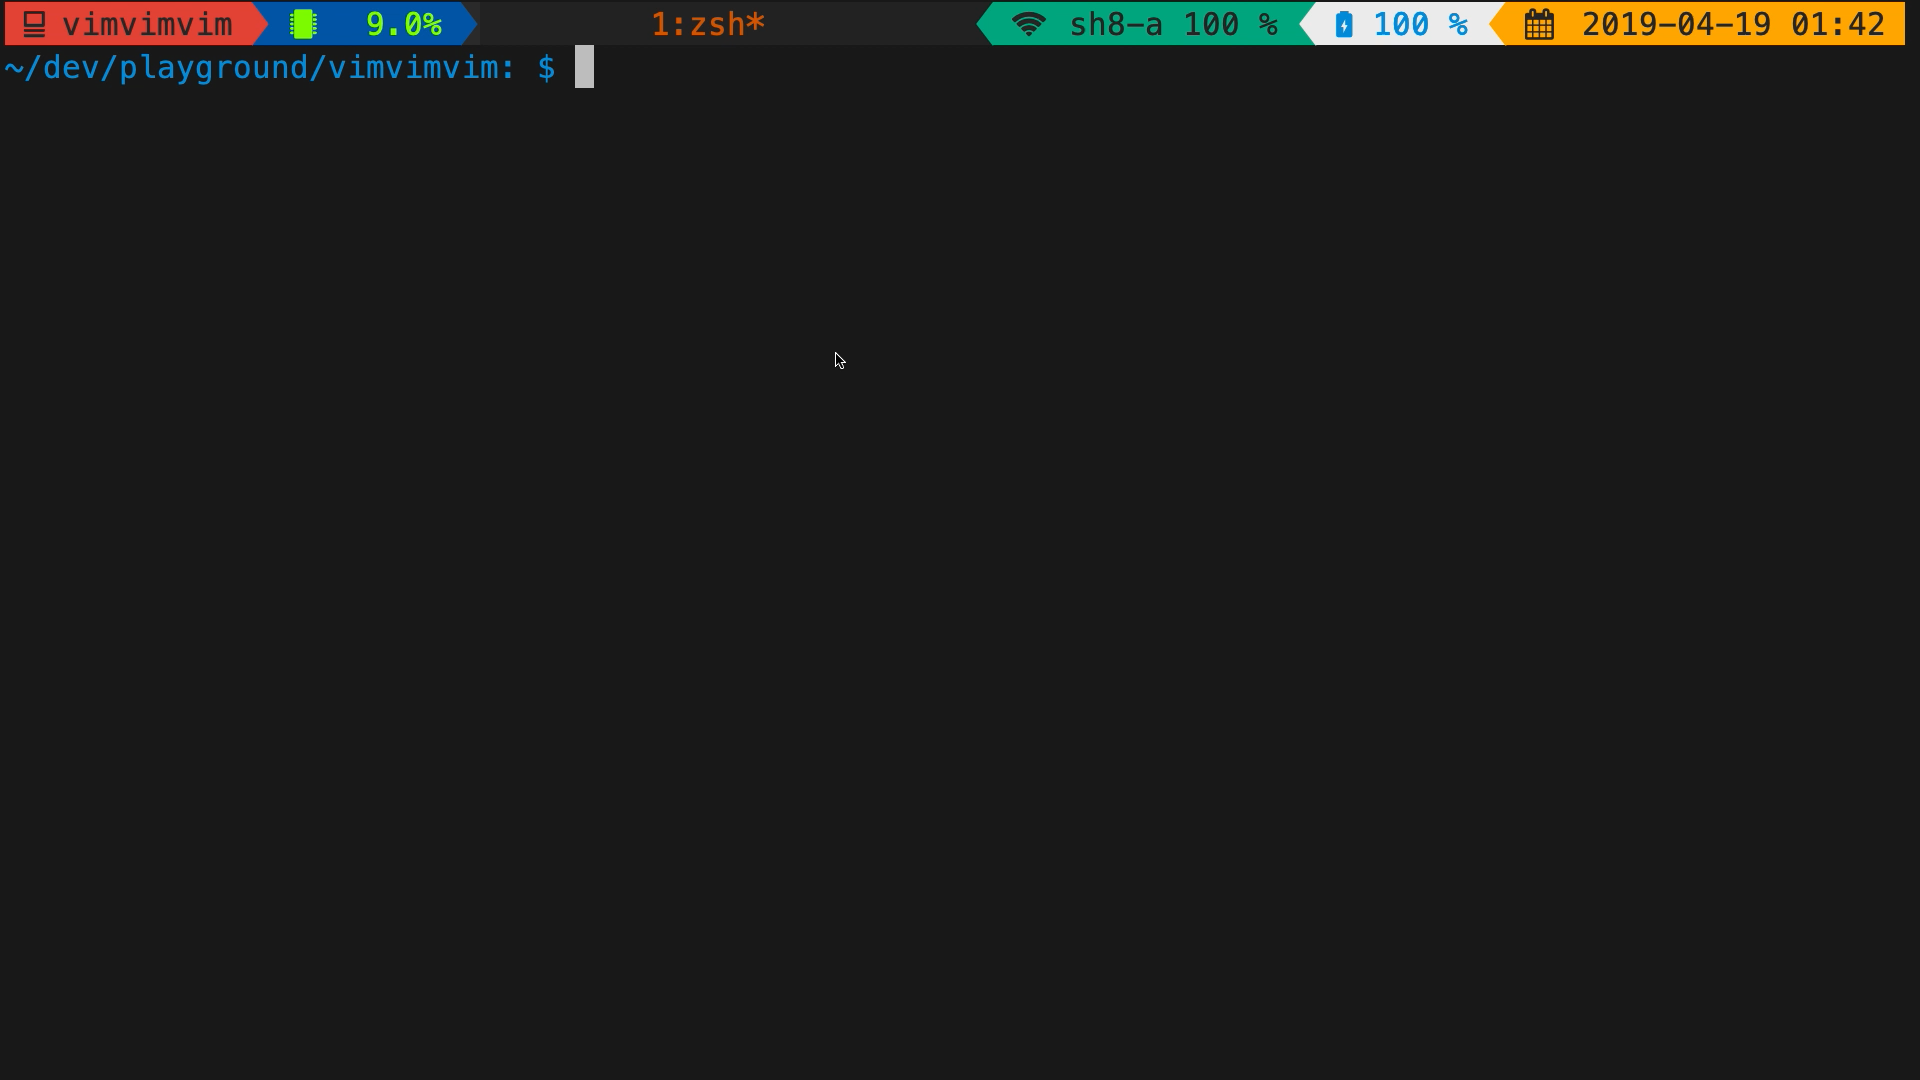 vimvimvim 9.0% 1:zsh* sh8-a 100 % 100 % 2019-04-19 01:42
~/dev/playground/vimvimvim: $